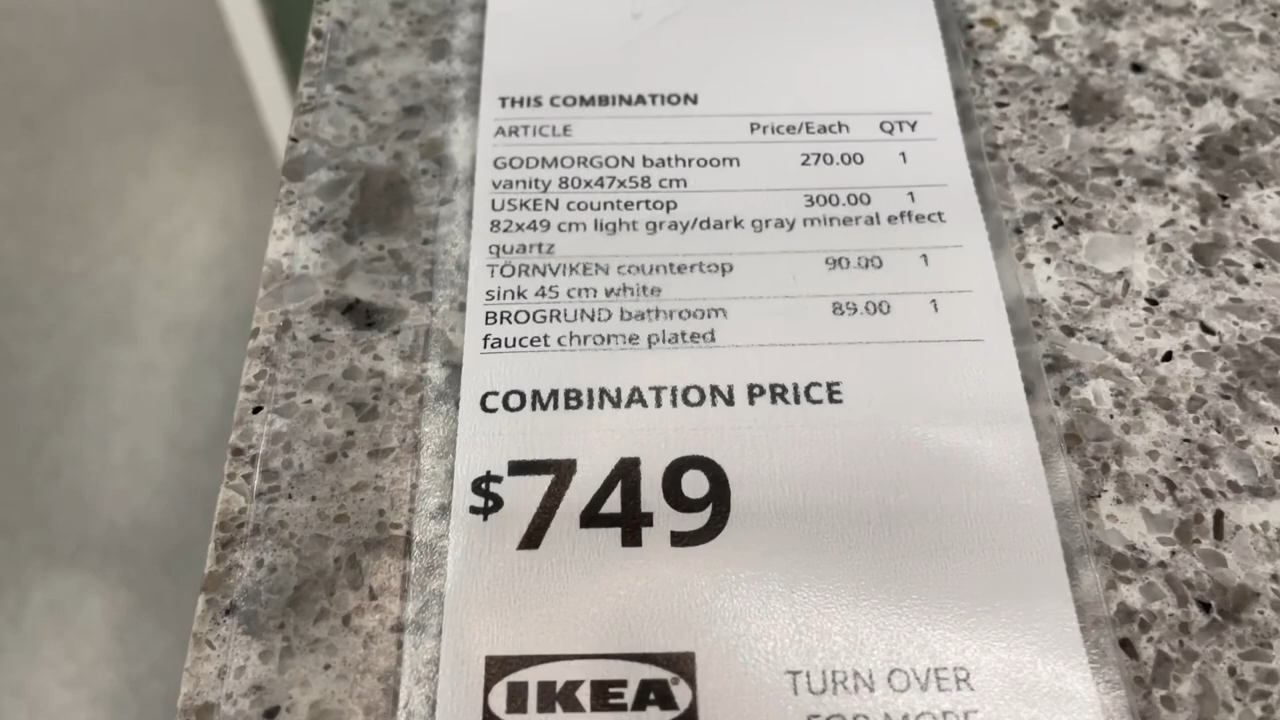 THIS COMBINATION
ARTICLE Price/Each QTY
GODMORGON bathroom 270.00 1
vanity 80x47x58 cm
USKEN countertop 300.00 1
82x49 cm light gray/dark gray mineral effect
quartz
TÖRNVIKEN countertop 90.00 1
sink 45 cm white
BROGRUND bathroom 89.00 1
faucet chrome plated
COMBINATION PRICE
$749
IKEA®
TURN OVER
FOR MORE